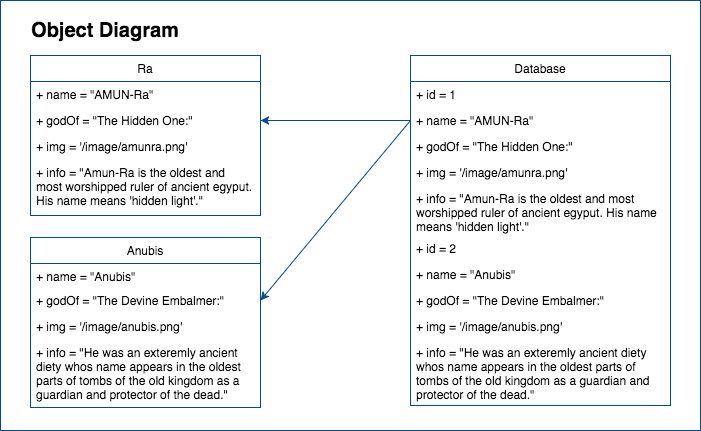 Object Diagram
Ra
+ name = "AMUN-Ra"
+ godOf = "The Hidden One:"
+ img = '/image/amunra.png'
+ info = "Amun-Ra is the oldest and
most worshipped ruler of ancient egyput.
His name means 'hidden light'."
Anubis
+ name = "Anubis"
+ godOf = "The Devine Embalmer:"
+ img = '/image/anubis.png'
+ info = "He was an exteremly ancient
diety whos name appears in the oldest
parts of tombs of the old kingdom as a
guardian and protector of the dead."
Database
+ id = 1
+ name = "AMUN-Ra"
+ godOf = "The Hidden One:"
+ img = '/image/amunra.png'
+ info = "Amun-Ra is the oldest and most
worshipped ruler of ancient egyput. His name
means 'hidden light'."
+ id = 2
+ name = "Anubis"
+ godOf = "The Devine Embalmer:"
+ img = '/image/anubis.png'
+ info = "He was an exteremly ancient diety
whos name appears in the oldest parts of
tombs of the old kingdom as a guardian and
protector of the dead."